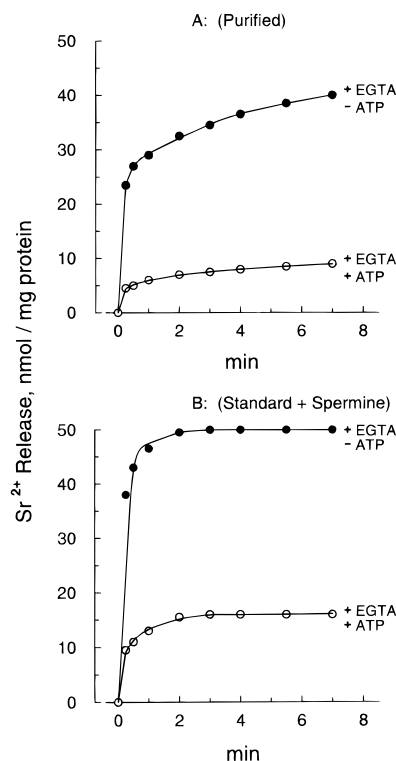 A: (Purified)
50
40
30
20
10
0
+ EGTA
− ATP
+ EGTA
+ ATP
0 2 4 6 8
min
Sr 2+ Release, nmol / mg protein
B: (Standard + Spermine)
50
40
30
20
10
0
+ EGTA
− ATP
+ EGTA
+ ATP
0 2 4 6 8
min